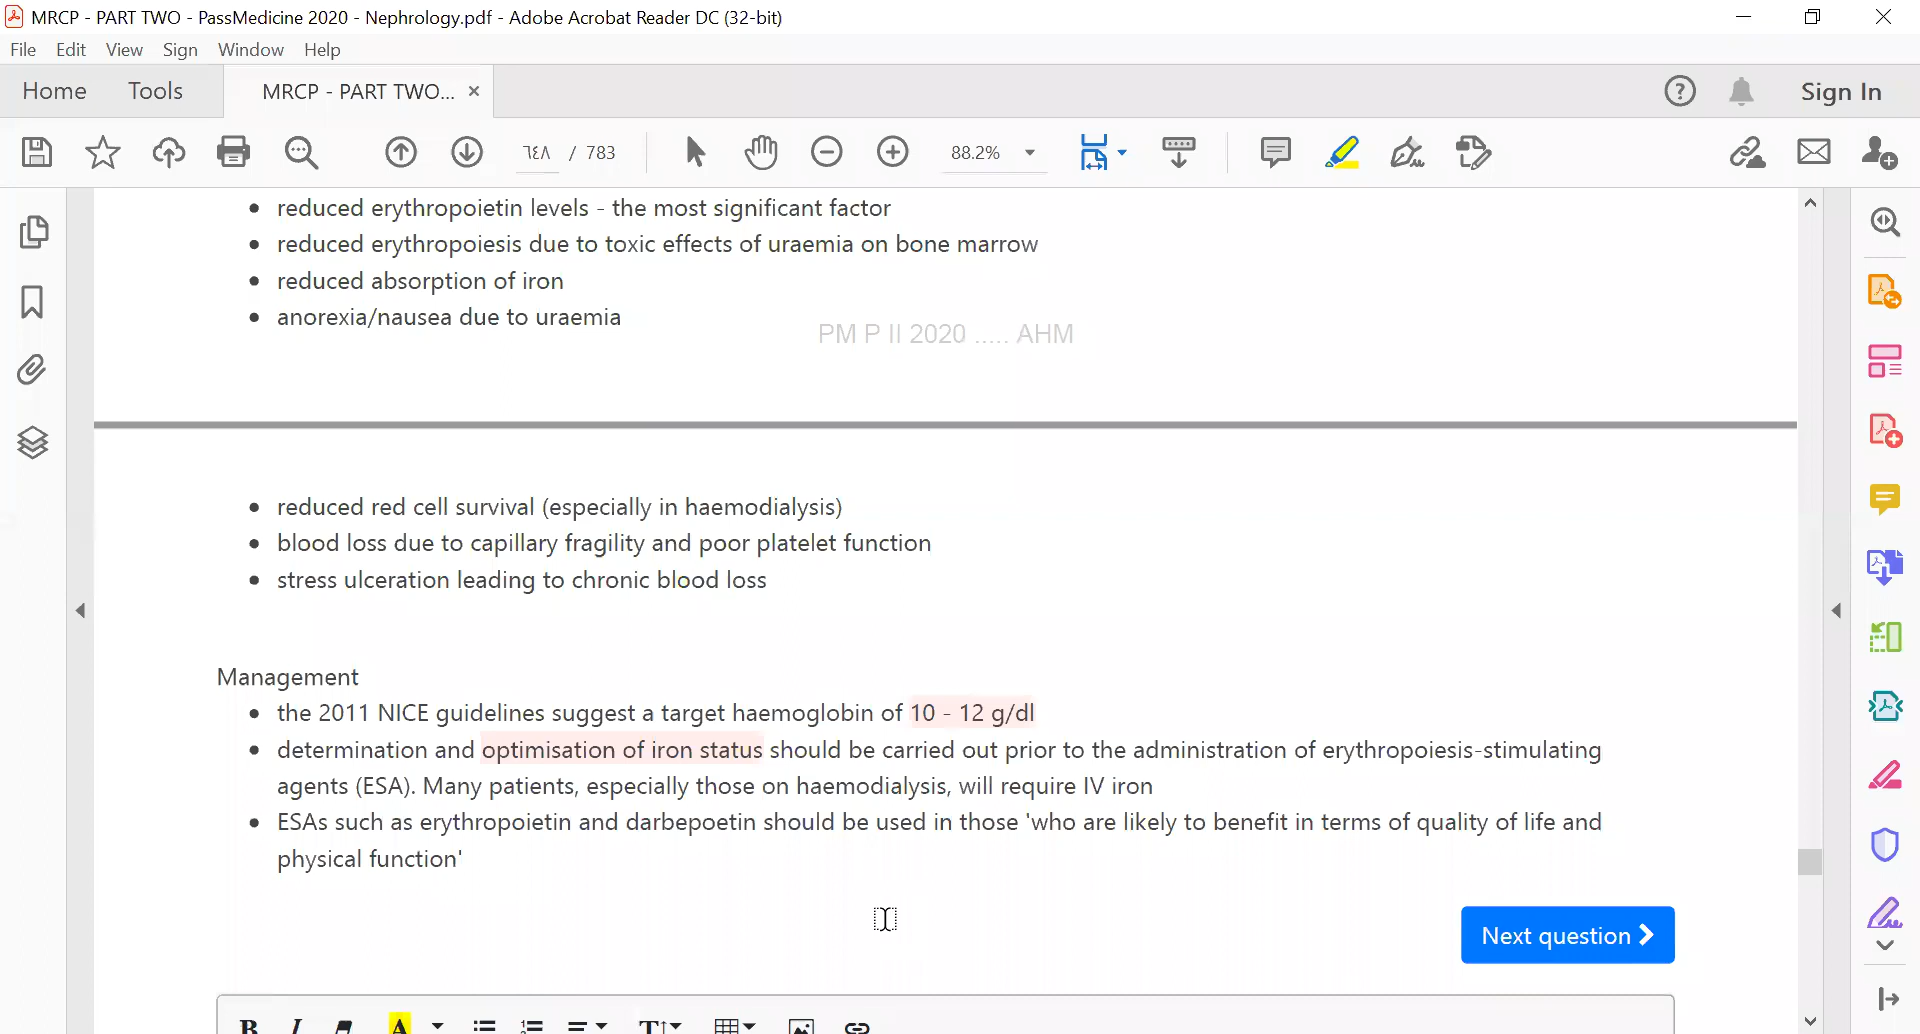 MRCP - PART TWO - PassMedicine 2020 - Nephrology.pdf - Adobe Acrobat Reader DC (32-bit)
File Edit View Sign Window Help
Home Tools MRCP - PART TWO... × Sign In
٦٤٨ / 783 88.2%
• reduced erythropoietin levels - the most significant factor
• reduced erythropoiesis due to toxic effects of uraemia on bone marrow
• reduced absorption of iron
• anorexia/nausea due to uraemia
PM P II 2020 ..... AHM
• reduced red cell survival (especially in haemodialysis)
• blood loss due to capillary fragility and poor platelet function
• stress ulceration leading to chronic blood loss
Management
• the 2011 NICE guidelines suggest a target haemoglobin of 10 - 12 g/dl
• determination and optimisation of iron status should be carried out prior to the administration of erythropoiesis-stimulating
agents (ESA). Many patients, especially those on haemodialysis, will require IV iron
• ESAs such as erythropoietin and darbepoetin should be used in those 'who are likely to benefit in terms of quality of life and
physical function'
Next question
B I A T